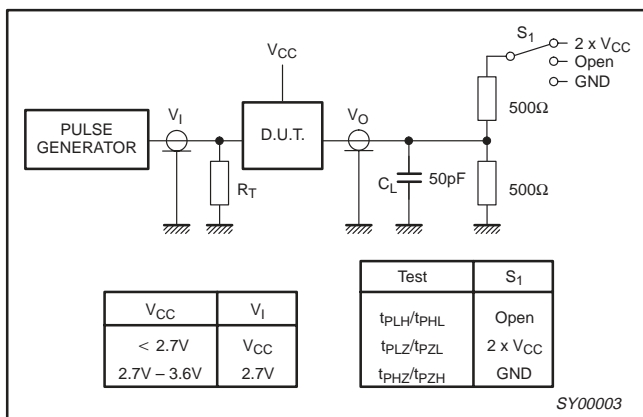 S1
2 x VCC
Open
GND
VCC
VI
VO
PULSE GENERATOR
D.U.T.
500Ω
RT
CL
50pF
500Ω
VCC VI
< 2.7V VCC
2.7V – 3.6V 2.7V
Test S1
tPLH/tPHL Open
tPLZ/tPZL 2 x VCC
tPHZ/tPZH GND
SY00003